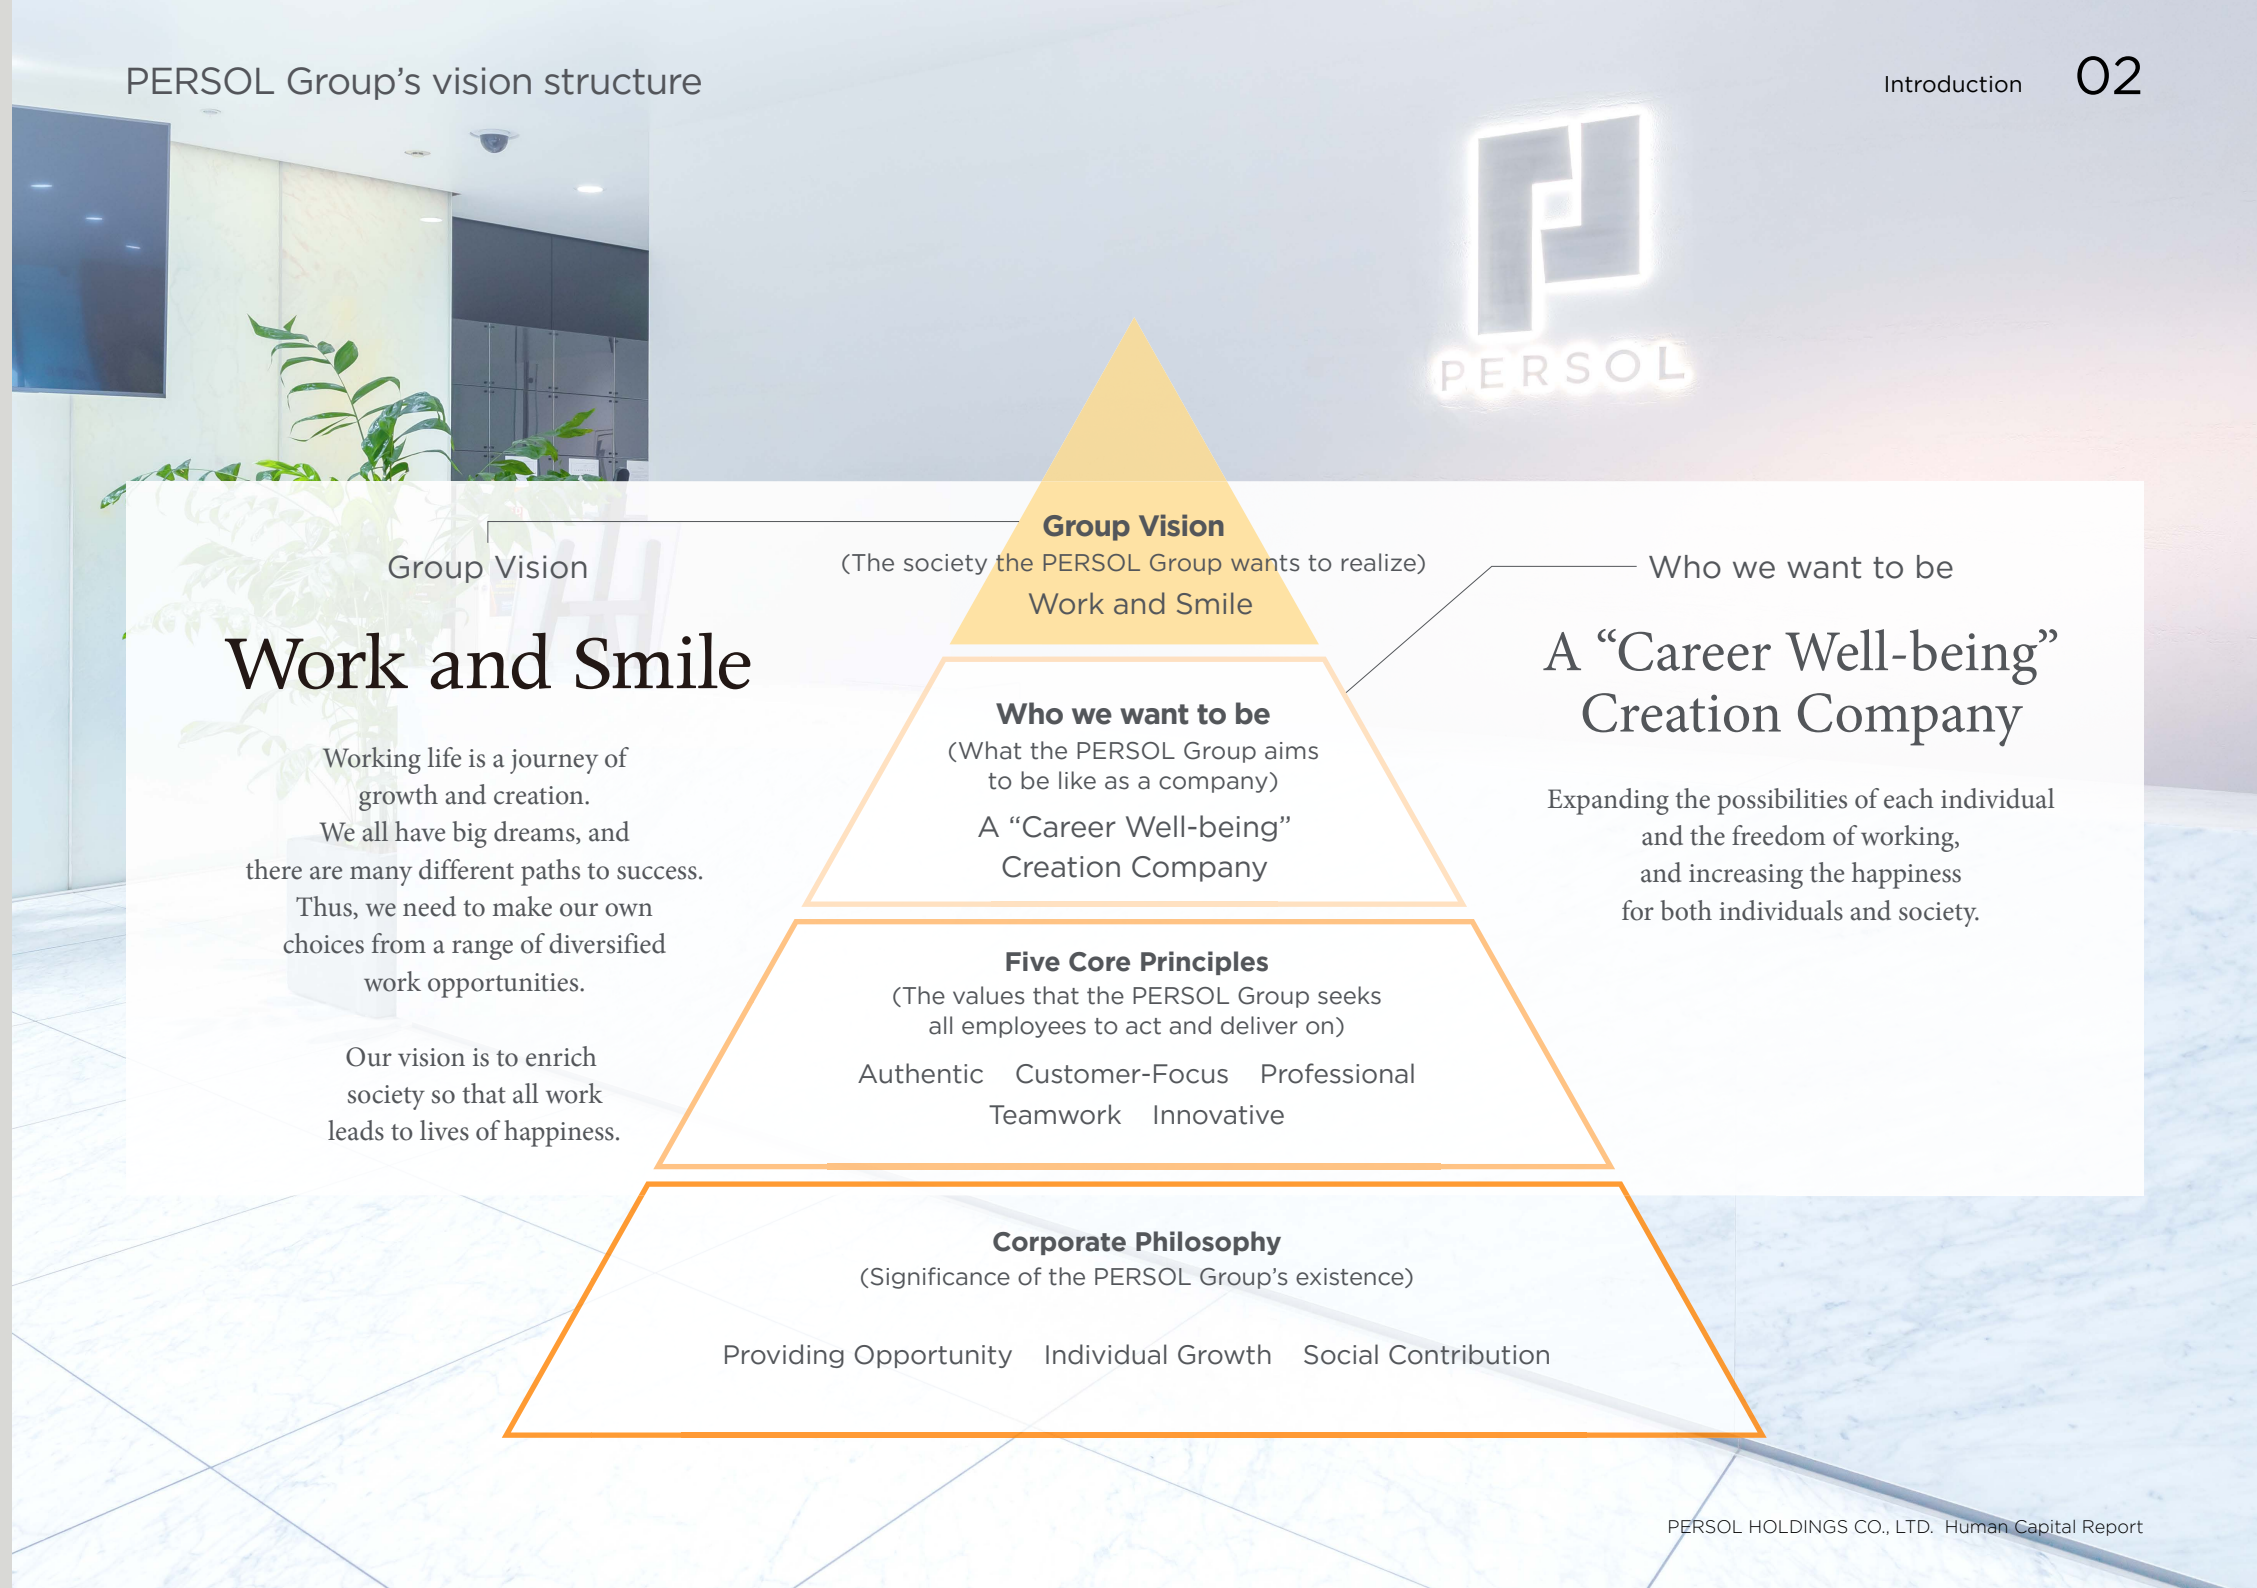 PERSOL Group’s vision structure
Introduction 02
PERSOL
Group Vision
Work and Smile
Working life is a journey of
growth and creation.
We all have big dreams, and
there are many different paths to success.
Thus, we need to make our own
choices from a range of diversified
work opportunities.
Our vision is to enrich
society so that all work
leads to lives of happiness.
Group Vision
(The society the PERSOL Group wants to realize)
Work and Smile
Who we want to be
(What the PERSOL Group aims
to be like as a company)
A “Career Well-being”
Creation Company
Five Core Principles
(The values that the PERSOL Group seeks
all employees to act and deliver on)
Authentic Customer-Focus Professional
Teamwork Innovative
Corporate Philosophy
(Significance of the PERSOL Group’s existence)
Providing Opportunity Individual Growth Social Contribution
Who we want to be
A “Career Well-being”
Creation Company
Expanding the possibilities of each individual
and the freedom of working,
and increasing the happiness
for both individuals and society.
PERSOL HOLDINGS CO., LTD. Human Capital Report